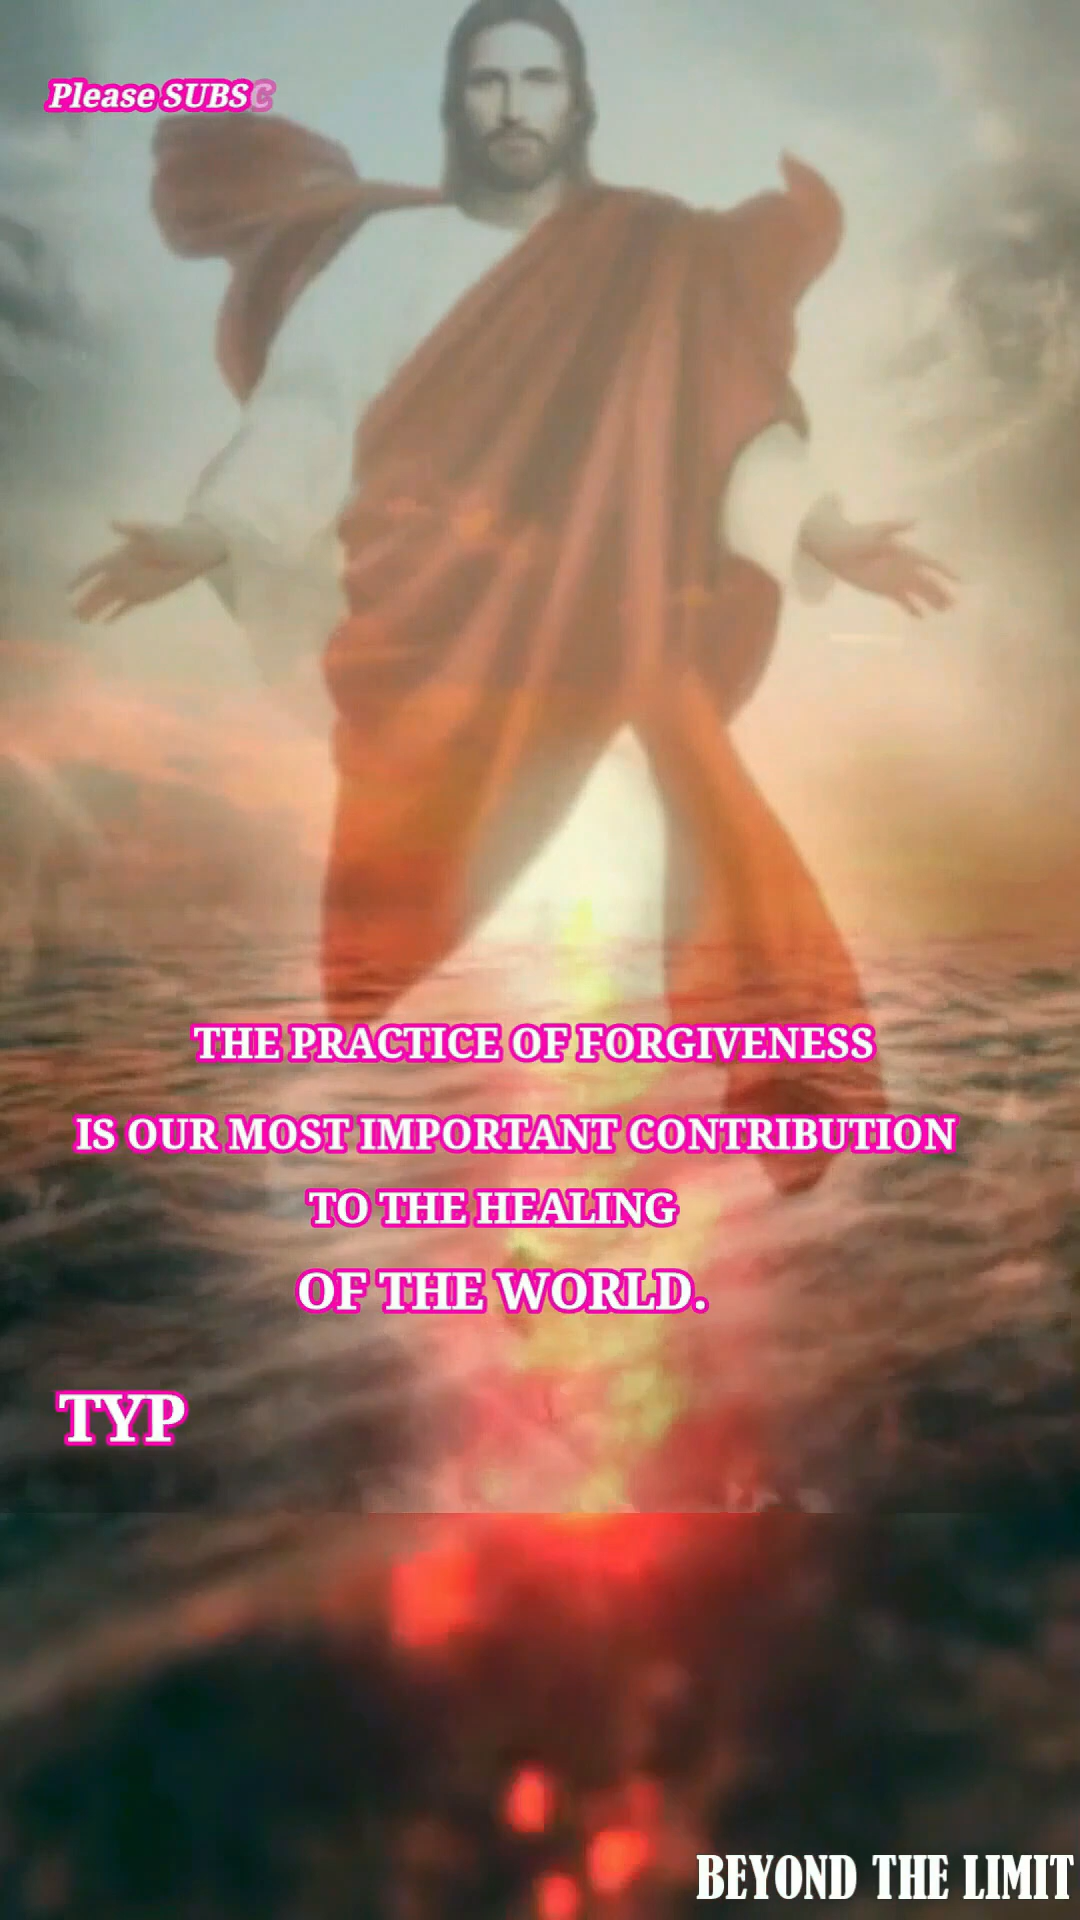 Please SUBSC
THE PRACTICE OF FORGIVENESS
IS OUR MOST IMPORTANT CONTRIBUTION
TO THE HEALING
OF THE WORLD.
TYP
BEYOND THE LIMIT